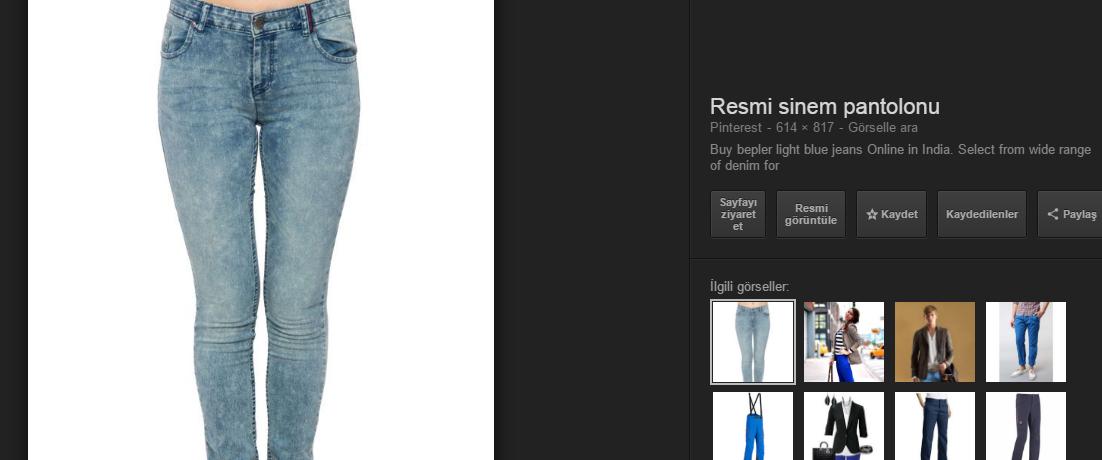 Resmi sinem pantolonu
Pinterest - 614 × 817 - Görselle ara
Buy bepler light blue jeans Online in India. Select from wide range
of denim for
Sayfayı
ziyaret
et
Resmi
görüntüle
Kaydet
Kaydedilenler
Paylaş
İlgili görseller: